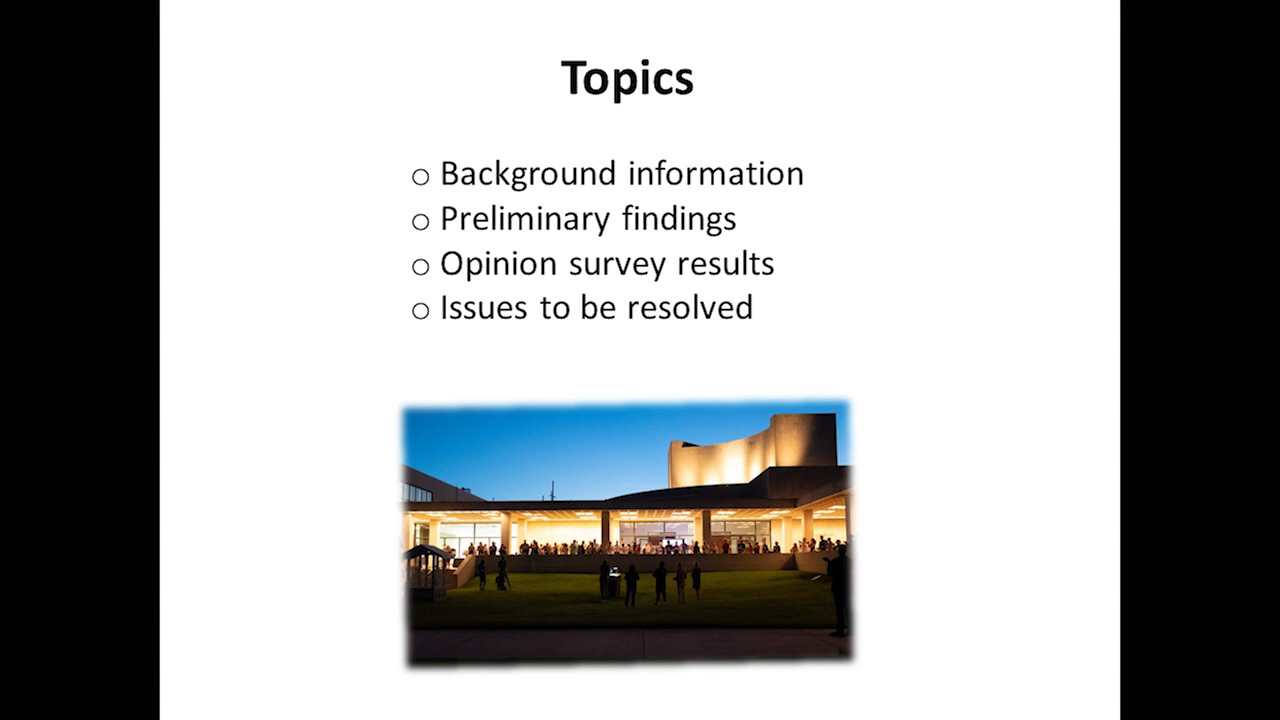 Topics
○ Background information
○ Preliminary findings
○ Opinion survey results
○ Issues to be resolved